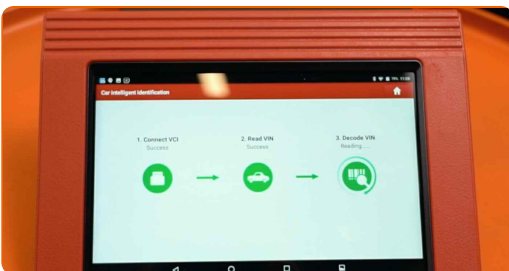 Car Intelligent Identification
1. Connect VCI
Success
2. Read VIN
Success
3. Decode VIN
Reading ...